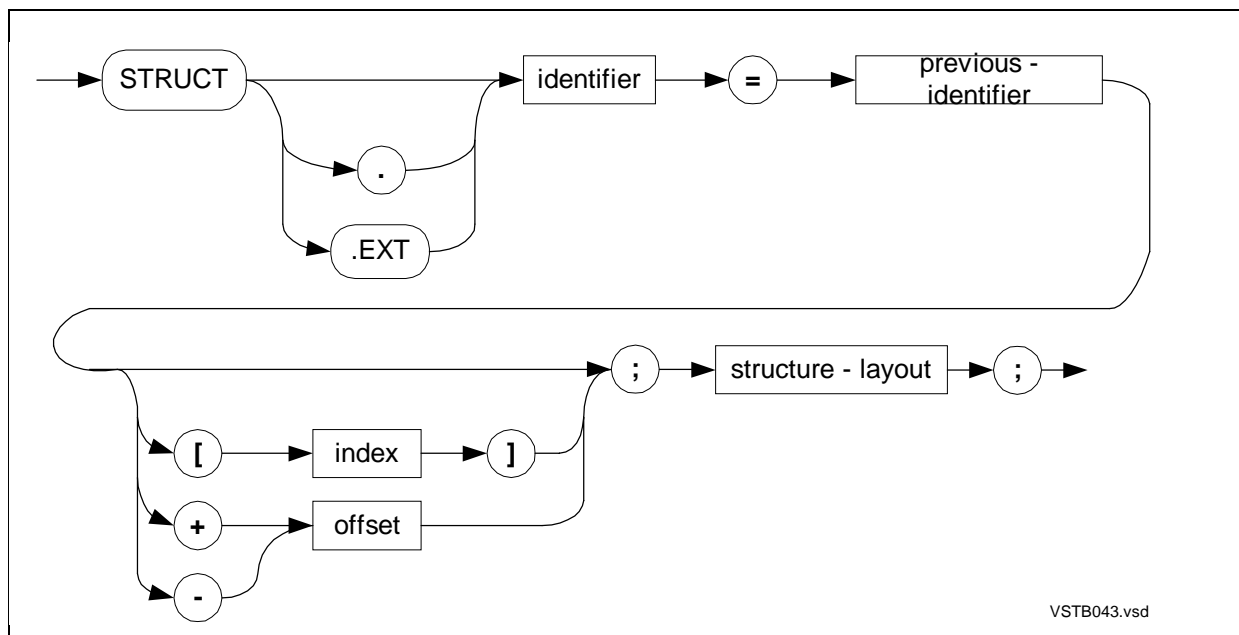 STRUCT identifier = previous -
identifier
.
.EXT
; structure - layout ;
[ index ]
+ offset
-
VSTB043.vsd